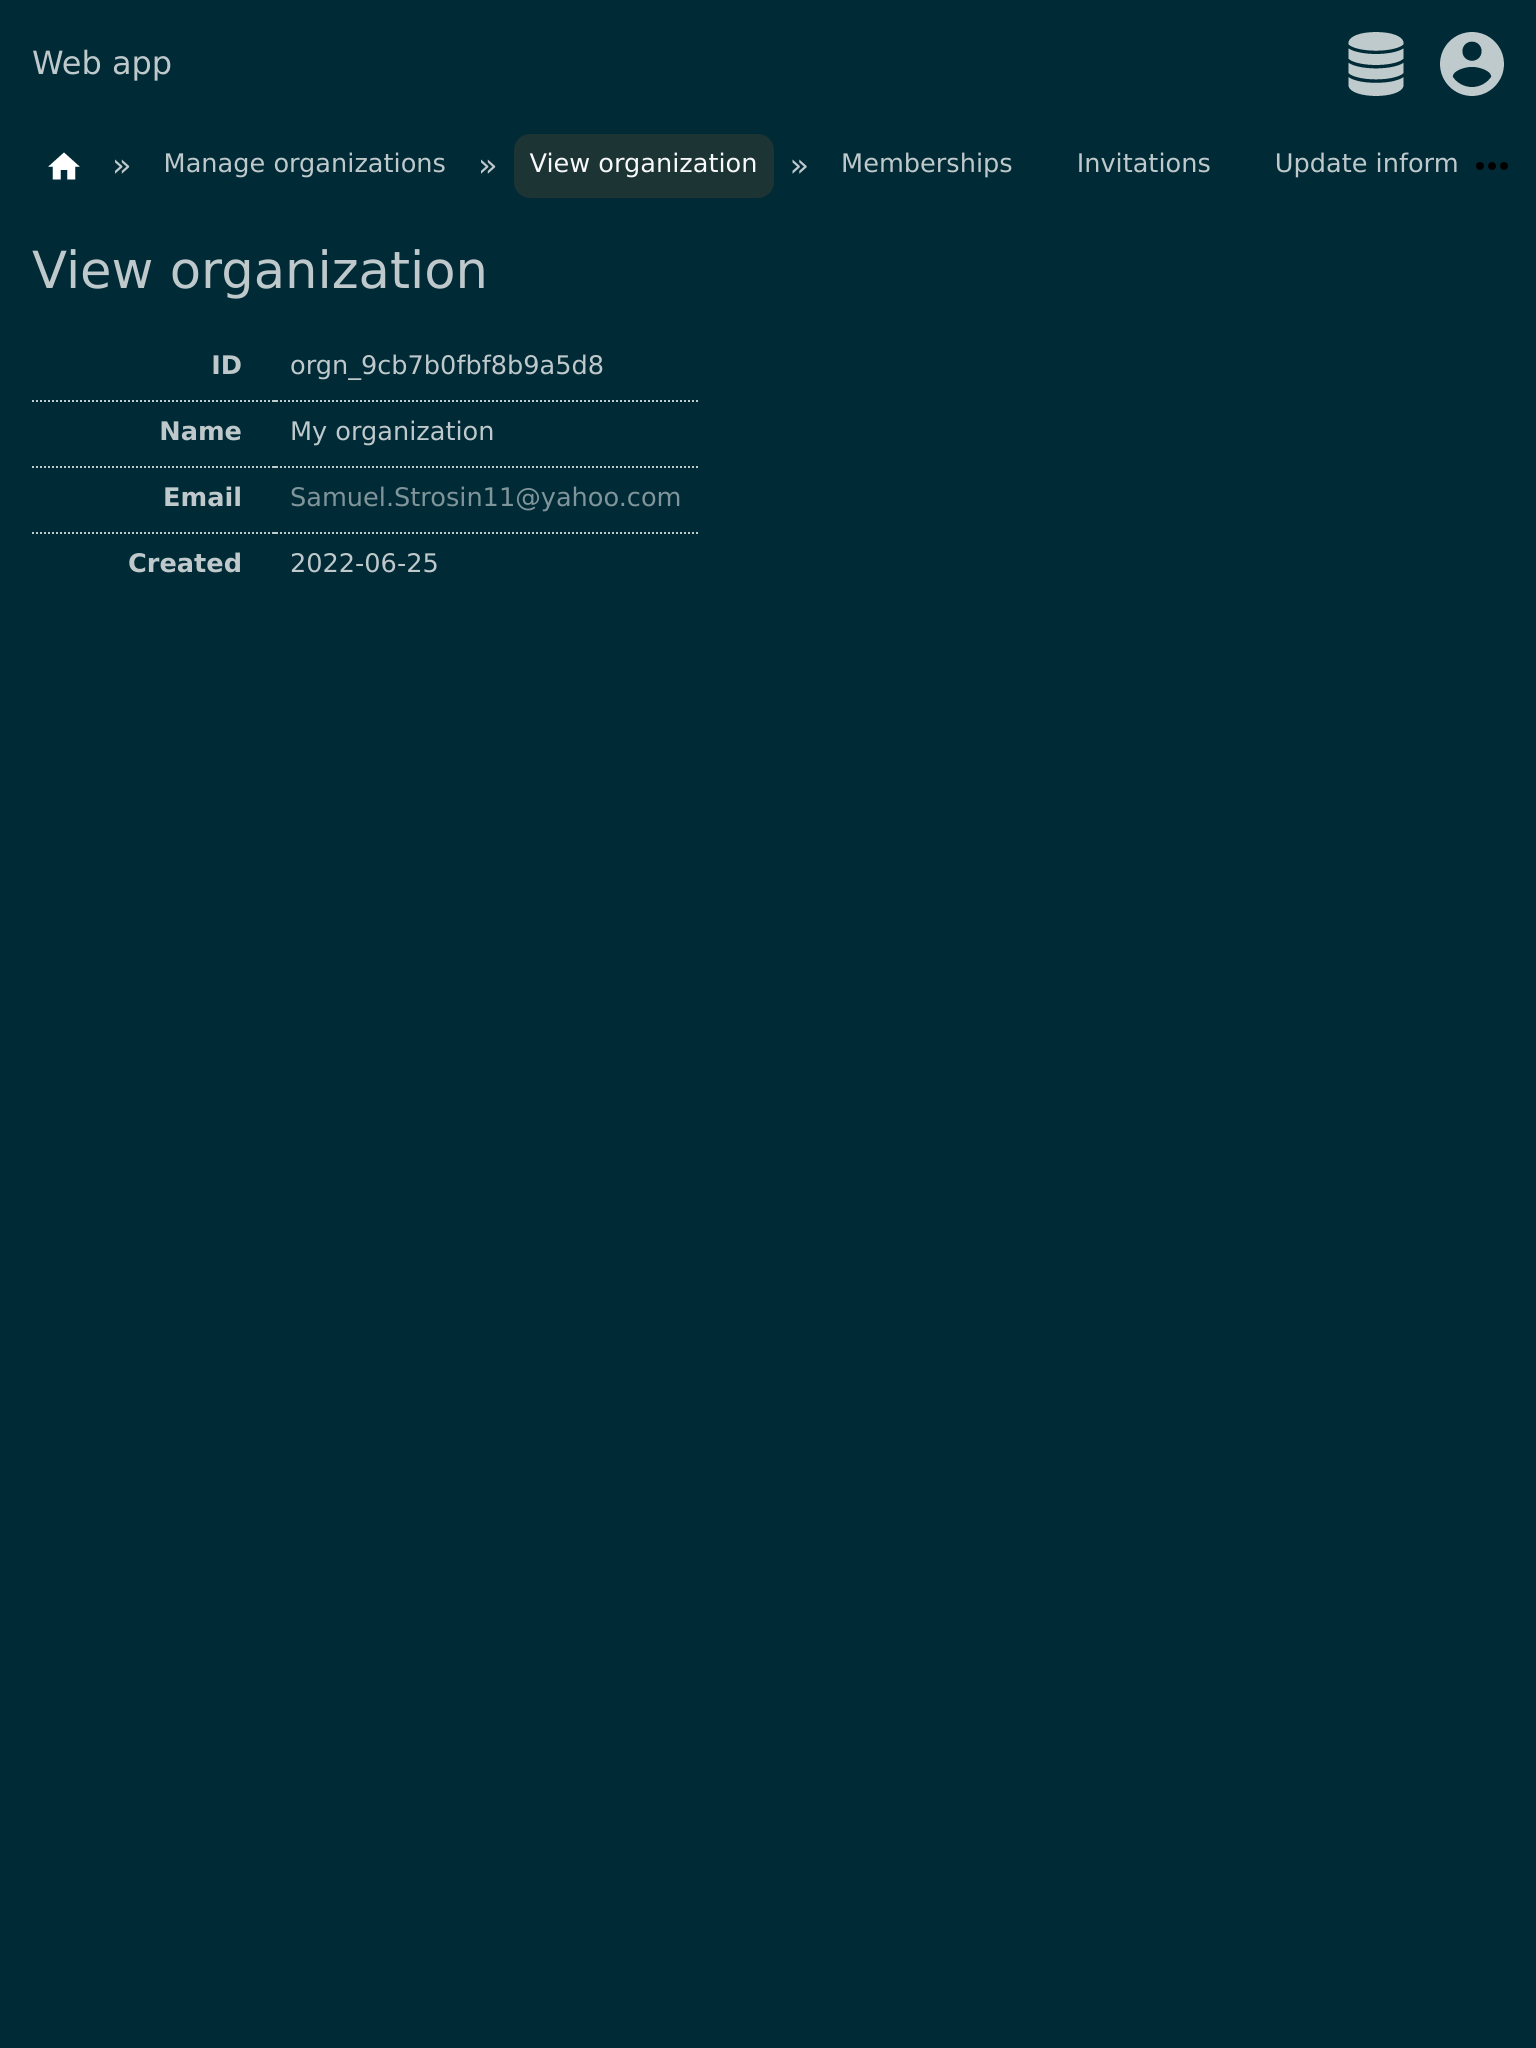 Web app
» Manage organizations » View organization » Memberships Invitations Update inform •••
View organization
ID orgn_9cb7b0fbf8b9a5d8
Name My organization
Email Samuel.Strosin11@yahoo.com
Created 2022-06-25